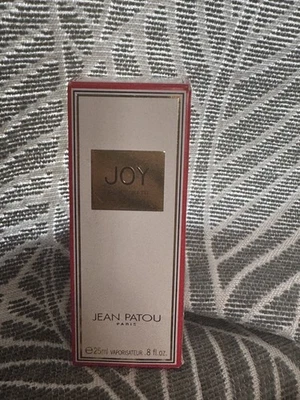 JOY
JEAN PATOU
PARIS
℮25ml VAPORISATEUR .8 fl.oz.